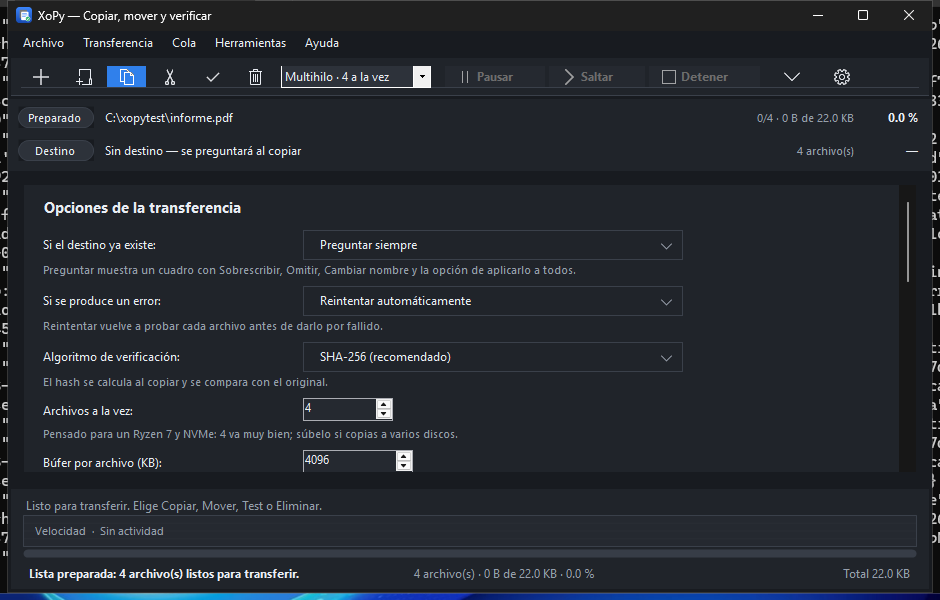 XoPy — Copiar, mover y verificar
Archivo Transferencia Cola Herramientas Ayuda
Multihilo · 4 a la vez Pausar Saltar Detener
Preparado C:\xopytest\informe.pdf 0/4 · 0 B de 22.0 KB 0.0 %
Destino Sin destino — se preguntará al copiar 4 archivo(s) —
Opciones de la transferencia
Si el destino ya existe: Preguntar siempre
Preguntar muestra un cuadro con Sobrescribir, Omitir, Cambiar nombre y la opción de aplicarlo a todos.
Si se produce un error: Reintentar automáticamente
Reintentar vuelve a probar cada archivo antes de darlo por fallido.
Algoritmo de verificación: SHA-256 (recomendado)
El hash se calcula al copiar y se compara con el original.
Archivos a la vez: 4
Pensado para un Ryzen 7 y NVMe: 4 va muy bien; súbelo si copias a varios discos.
Búfer por archivo (KB): 4096
Listo para transferir. Elige Copiar, Mover, Test o Eliminar.
Velocidad · Sin actividad
Lista preparada: 4 archivo(s) listos para transferir. 4 archivo(s) · 0 B de 22.0 KB · 0.0 % Total 22.0 KB